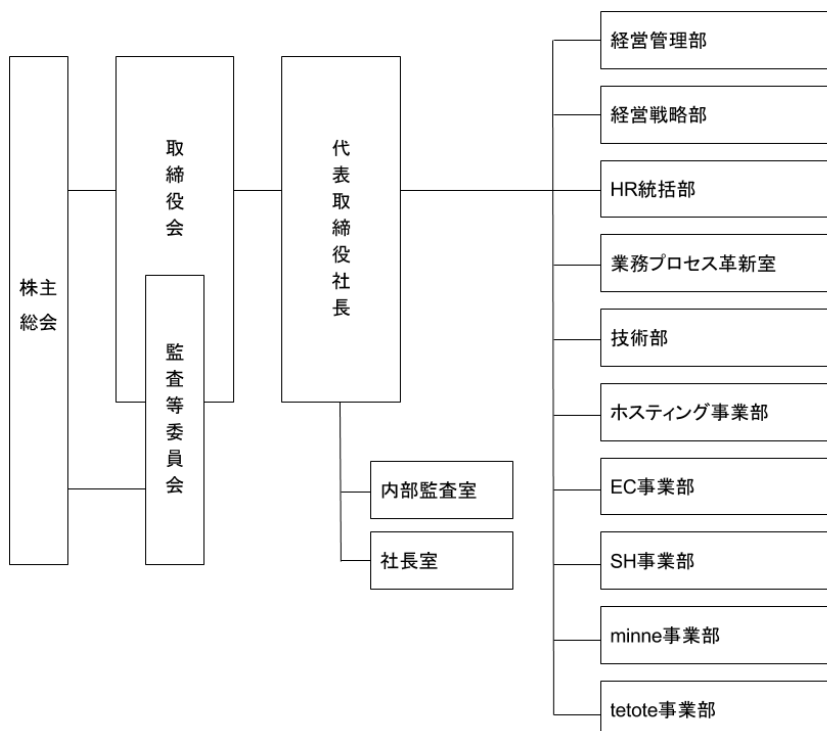 株主
総会
取締役会
監査等委員会
代表取締役社長
内部監査室
社長室
経営管理部
経営戦略部
HR統括部
業務プロセス革新室
技術部
ホスティング事業部
EC事業部
SH事業部
minne事業部
tetote事業部